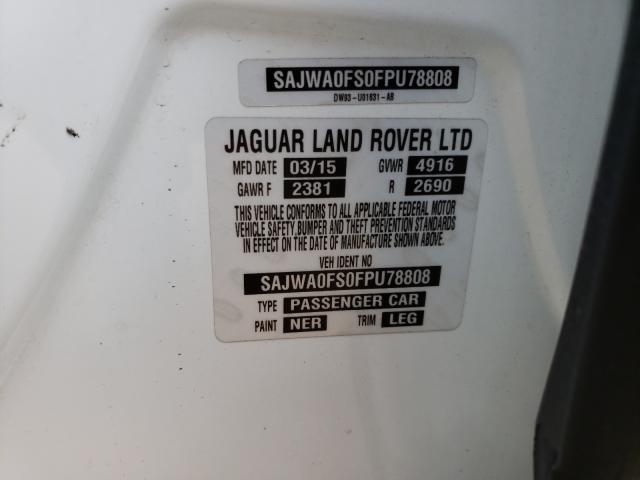 SAJWA0FS0FPU78808
DW93-U01631-AB
JAGUAR LAND ROVER LTD
MFD DATE 03/15 GVWR 4916
GAWR F 2381 R 2690
THIS VEHICLE CONFORMS TO ALL APPLICABLE FEDERAL MOTOR
VEHICLE SAFETY,BUMPER AND THEFT PREVENTION STANDARDS
IN EFFECT ON THE DATE OF MANUFACTURE SHOWN ABOVE.
VEH IDENT NO
SAJWA0FS0FPU78808
TYPE PASSENGER CAR
PAINT NER TRIM LEG